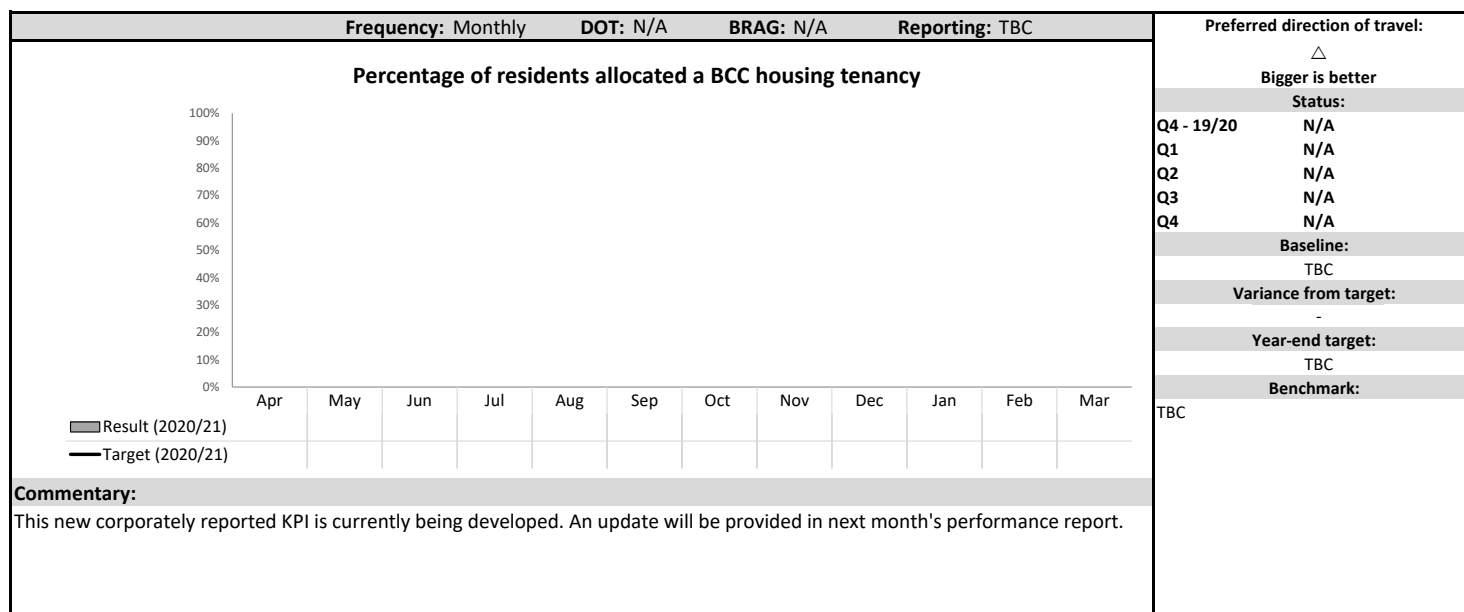 Frequency: Monthly DOT: N/A BRAG: N/A Reporting: TBC
Percentage of residents allocated a BCC housing tenancy
100%
90%
80%
70%
60%
50%
40%
30%
20%
10%
0%
Apr May Jun Jul Aug Sep Oct Nov Dec Jan Feb Mar
Result (2020/21)
Target (2020/21)
Commentary:
This new corporately reported KPI is currently being developed. An update will be provided in next month's performance report.
Preferred direction of travel:
△
Bigger is better
Status:
Q4 - 19/20 N/A
Q1 N/A
Q2 N/A
Q3 N/A
Q4 N/A
Baseline:
TBC
Variance from target:
-
Year-end target:
TBC
Benchmark:
TBC